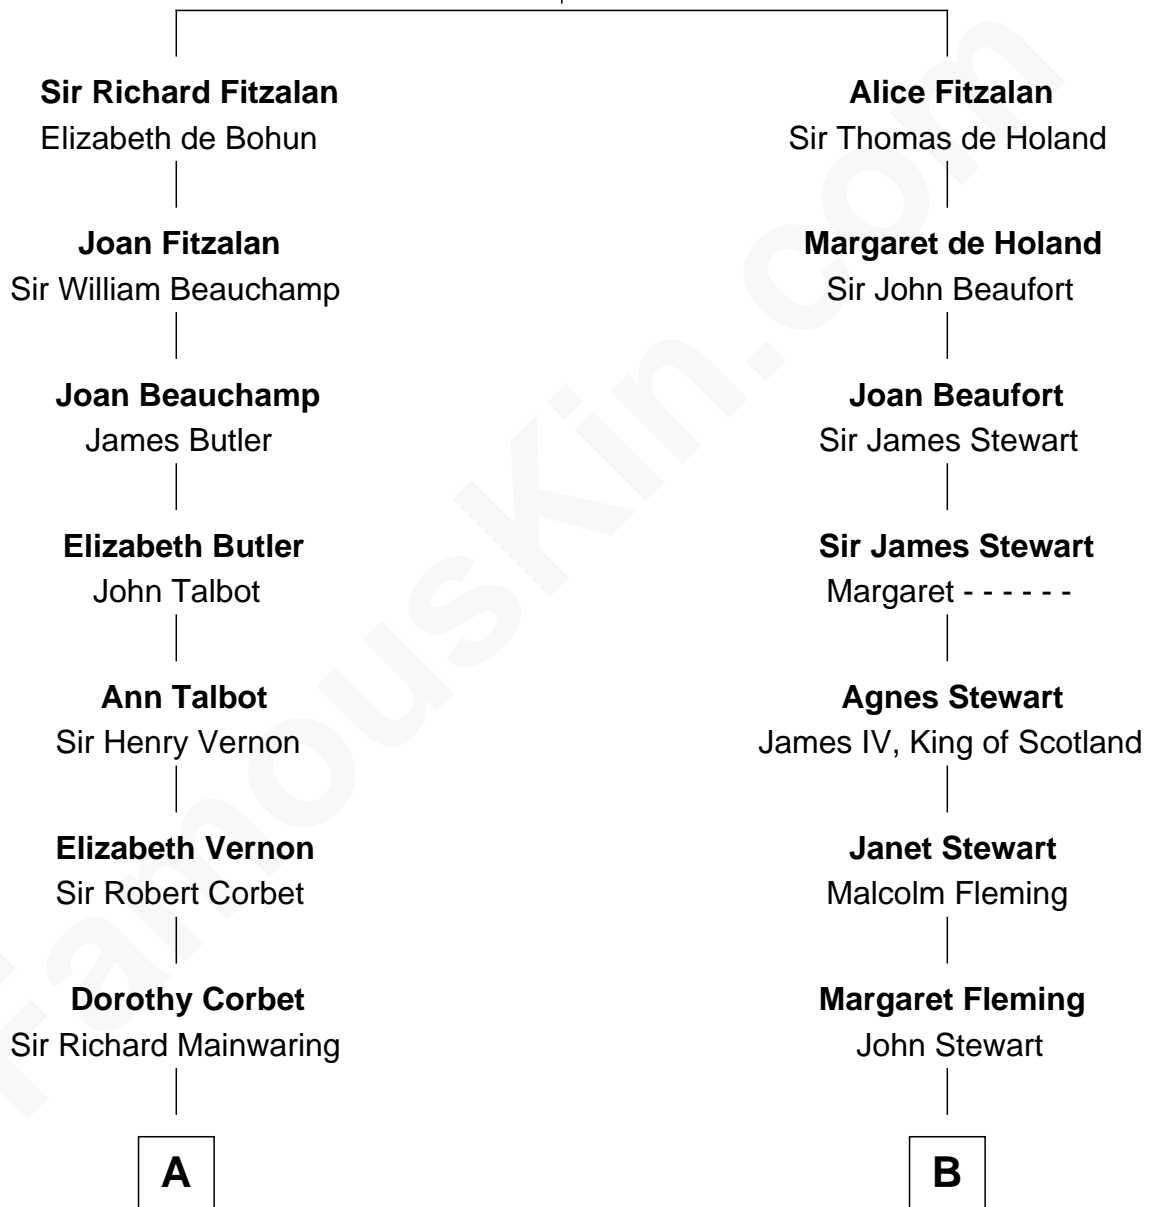 Sir Richard Fitzalan
Elizabeth de Bohun
Joan Fitzalan
Sir William Beauchamp
Joan Beauchamp
James Butler
Elizabeth Butler
John Talbot
Ann Talbot
Sir Henry Vernon
Elizabeth Vernon
Sir Robert Corbet
Dorothy Corbet
Sir Richard Mainwaring
A
Alice Fitzalan
Sir Thomas de Holand
Margaret de Holand
Sir John Beaufort
Joan Beaufort
Sir James Stewart
Sir James Stewart
Margaret - - - - - -
Agnes Stewart
James IV, King of Scotland
Janet Stewart
Malcolm Fleming
Margaret Fleming
John Stewart
B
FamousKin.com